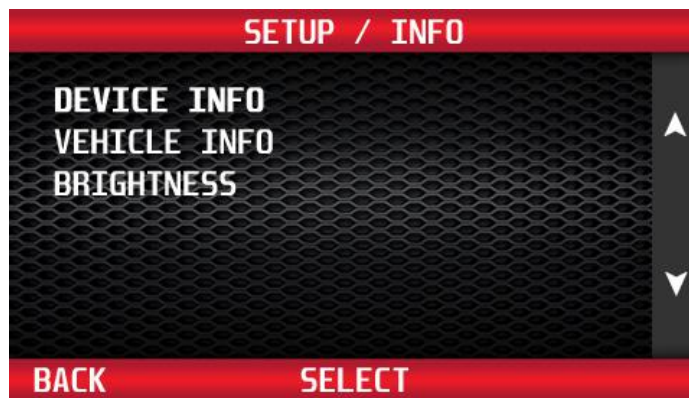 SETUP / INFO
DEVICE INFO
VEHICLE INFO
BRIGHTNESS
BACK SELECT